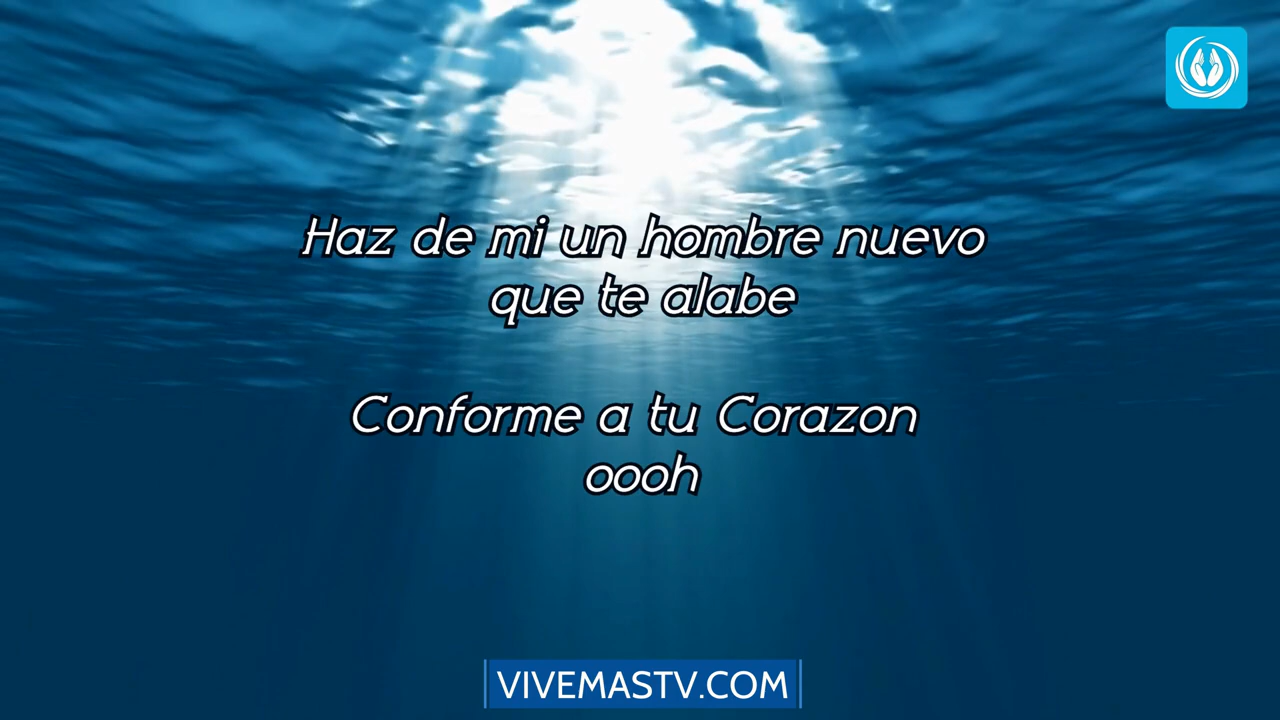 Haz de mi un hombre nuevo
que te alabe
Conforme a tu Corazon
oooh
VIVEMASTV.COM